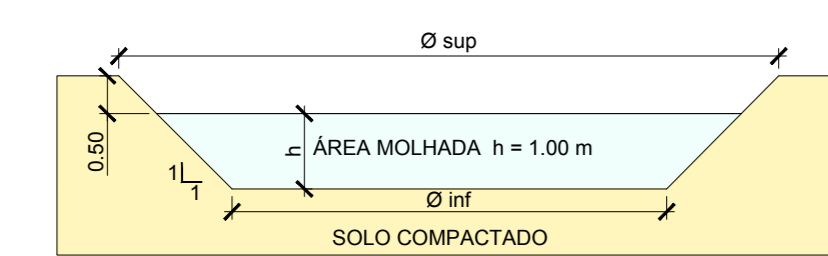 Ø sup
0.50
h
ÁREA MOLHADA h = 1.00 m
1
1
Ø inf
SOLO COMPACTADO